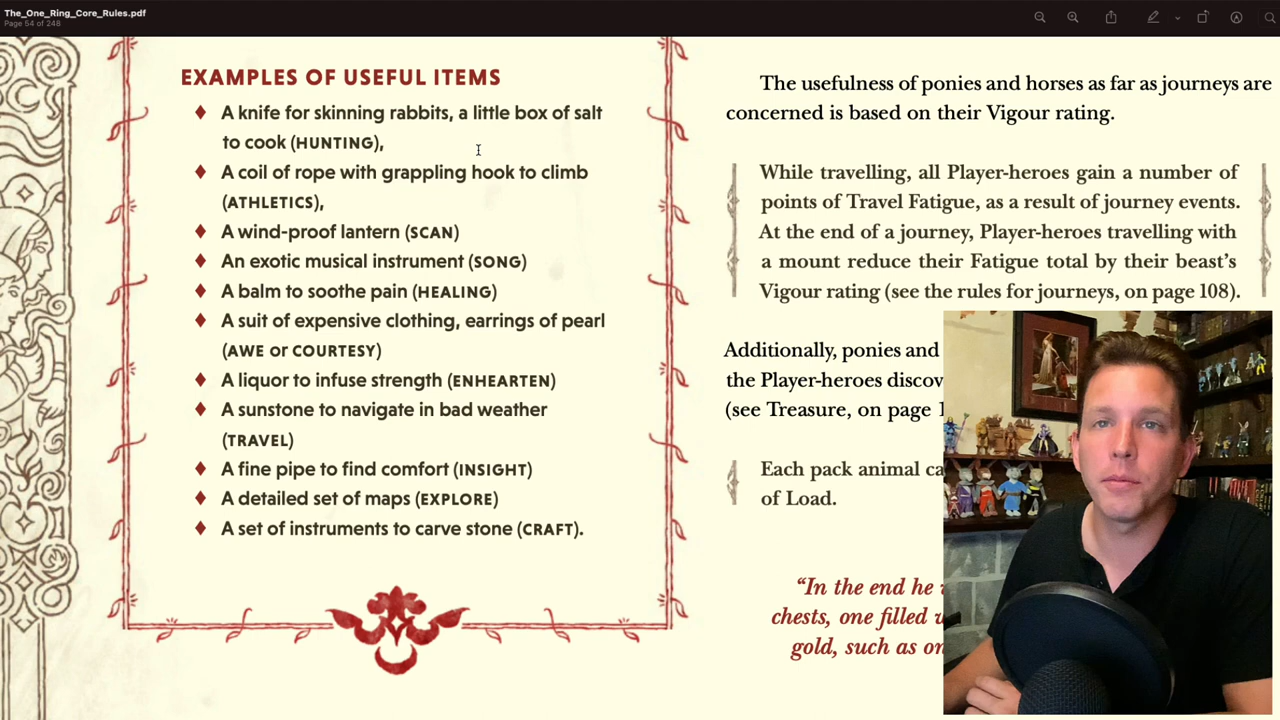 The_One_Ring_Core_Rules.pdf
Page 54 of 248
EXAMPLES OF USEFUL ITEMS
♦ A knife for skinning rabbits, a little box of salt
to cook (HUNTING),
♦ A coil of rope with grappling hook to climb
(ATHLETICS),
♦ A wind-proof lantern (SCAN)
♦ An exotic musical instrument (SONG)
♦ A balm to soothe pain (HEALING)
♦ A suit of expensive clothing, earrings of pearl
(AWE or COURTESY)
♦ A liquor to infuse strength (ENHEARTEN)
♦ A sunstone to navigate in bad weather
(TRAVEL)
♦ A fine pipe to find comfort (INSIGHT)
♦ A detailed set of maps (EXPLORE)
♦ A set of instruments to carve stone (CRAFT).
The usefulness of ponies and horses as far as journeys are
concerned is based on their Vigour rating.
While travelling, all Player-heroes gain a number of
points of Travel Fatigue, as a result of journey events.
At the end of a journey, Player-heroes travelling with
a mount reduce their Fatigue total by their beast's
Vigour rating (see the rules for journeys, on page 108).
Additionally, ponies and
the Player-heroes discov
(see Treasure, on page 1
Each pack animal ca
of Load.
“In the end he
chests, one filled
gold, such as on